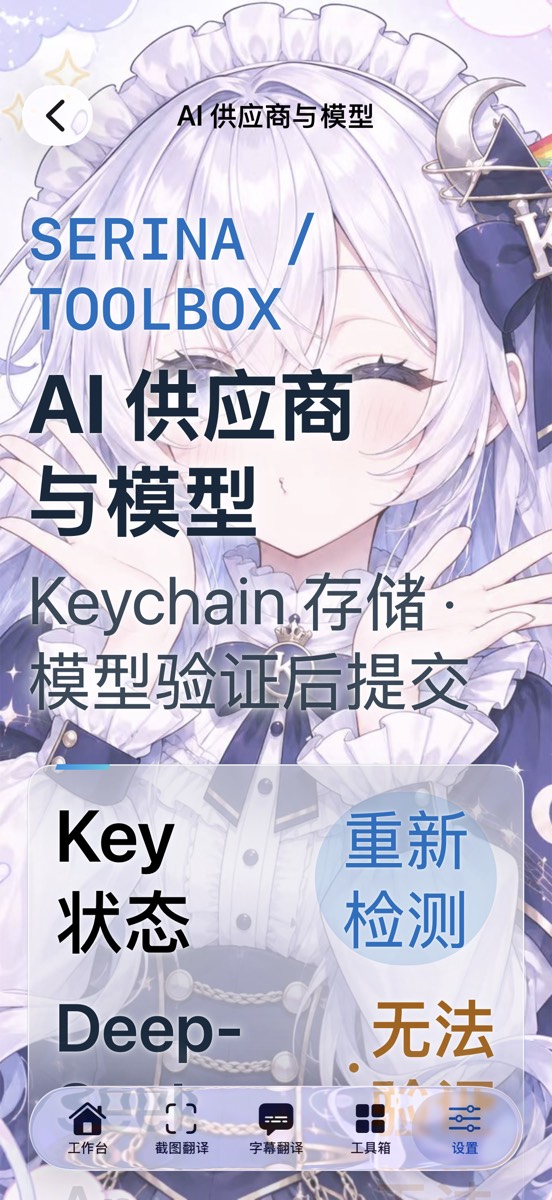 AI 供应商与模型
SERINA /
TOOLBOX
AI 供应商
与模型
Keychain 存储 ·
模型验证后提交
Key
状态
重新
检测
Deep-
无法
工作台
截图翻译
字幕翻译
工具箱
设置